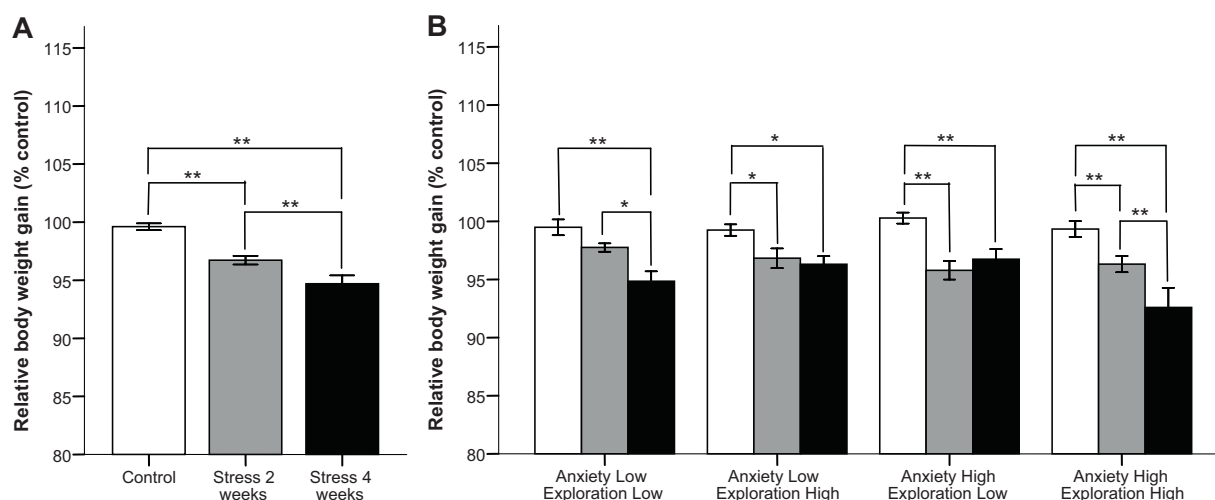 A
Relative body weight gain (% control)
115
110
105
100
95
90
85
80
**
**
**
Control
Stress 2
weeks
Stress 4
weeks
B
Relative body weight gain (% control)
115
110
105
100
95
90
85
80
**
*
*
*
**
**
**
**
**
Anxiety Low
Exploration Low
Anxiety Low
Exploration High
Anxiety High
Exploration Low
Anxiety High
Exploration High